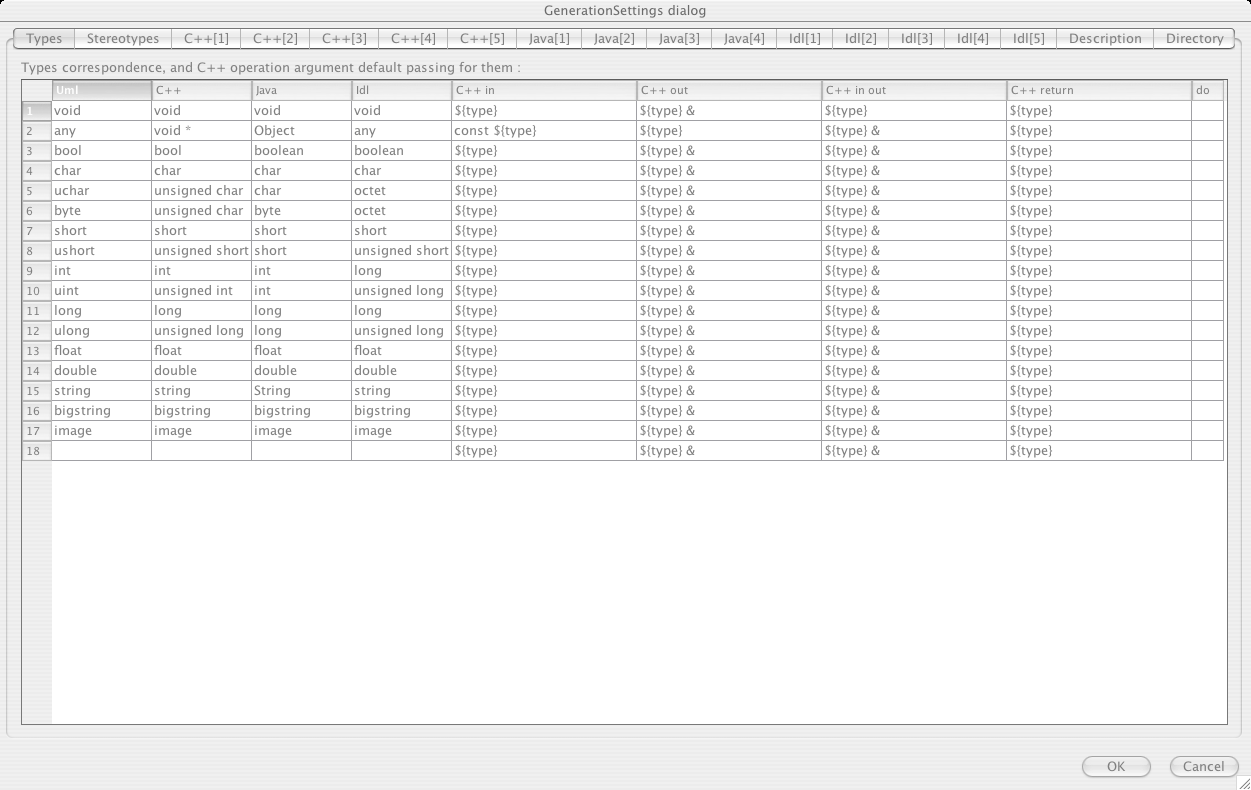 GenerationSettings dialog
Types Stereotypes C++[1] C++[2] C++[3] C++[4] C++[5] Java[1] Java[2] Java[3] Java[4] Idl[1] Idl[2] Idl[3] Idl[4] Idl[5] Description Directory
Types correspondence, and C++ operation argument default passing for them :
Uml C++ Java Idl C++ in C++ out C++ in out C++ return do
1 void void void void ${type} ${type} & ${type} ${type}
2 any void * Object any const ${type} ${type} ${type} & ${type}
3 bool bool boolean boolean ${type} ${type} & ${type} & ${type}
4 char char char char ${type} ${type} & ${type} & ${type}
5 uchar unsigned char char octet ${type} ${type} & ${type} & ${type}
6 byte unsigned char byte octet ${type} ${type} & ${type} & ${type}
7 short short short short ${type} ${type} & ${type} & ${type}
8 ushort unsigned short short unsigned short ${type} ${type} & ${type} & ${type}
9 int int int long ${type} ${type} & ${type} & ${type}
10 uint unsigned int int unsigned long ${type} ${type} & ${type} & ${type}
11 long long long long ${type} ${type} & ${type} & ${type}
12 ulong unsigned long long unsigned long ${type} ${type} & ${type} & ${type}
13 float float float float ${type} ${type} & ${type} & ${type}
14 double double double double ${type} ${type} & ${type} & ${type}
15 string string String string ${type} ${type} & ${type} & ${type}
16 bigstring bigstring bigstring bigstring ${type} ${type} & ${type} & ${type}
17 image image image image ${type} ${type} & ${type} & ${type}
18 ${type} ${type} & ${type} & ${type}
OK Cancel